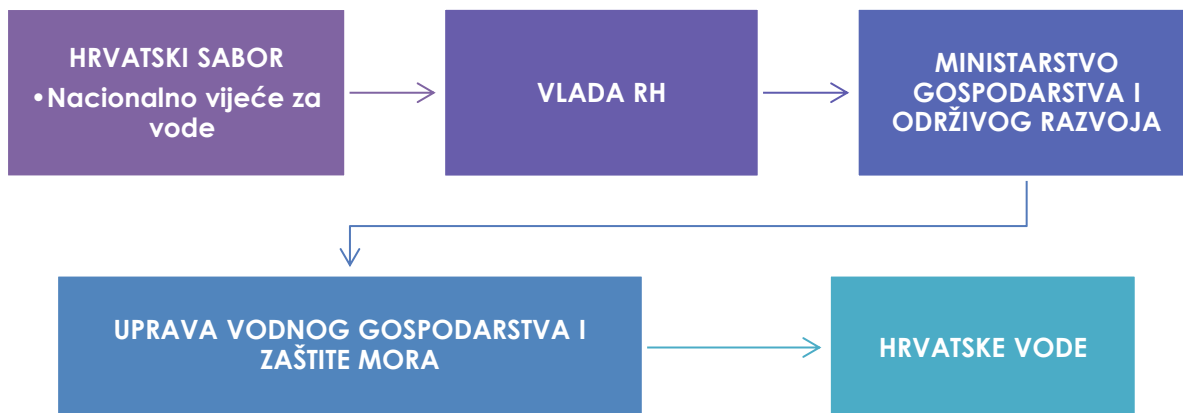 HRVATSKI SABOR
•Nacionalno vijeće za
vode
VLADA RH
MINISTARSTVO
GOSPODARSTVA I
ODRŽIVOG RAZVOJA
UPRAVA VODNOG GOSPODARSTVA I
ZAŠTITE MORA
HRVATSKE VODE